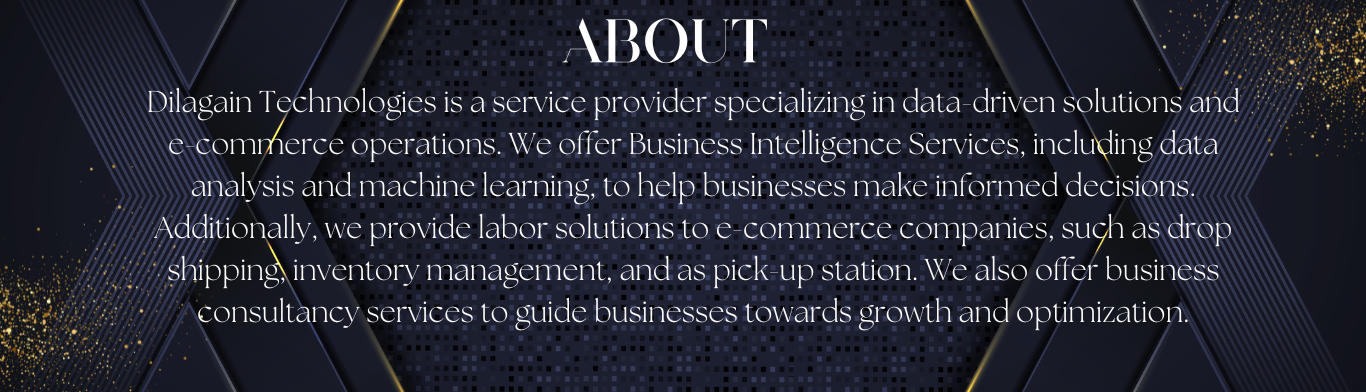 ABOUT
Dilagain Technologies is a service provider specializing in data-driven solutions and
e-commerce operations. We offer Business Intelligence Services, including data
analysis and machine learning, to help businesses make informed decisions.
Additionally, we provide labor solutions to e-commerce companies, such as drop
shipping, inventory management, and as pick-up station. We also offer business
consultancy services to guide businesses towards growth and optimization.